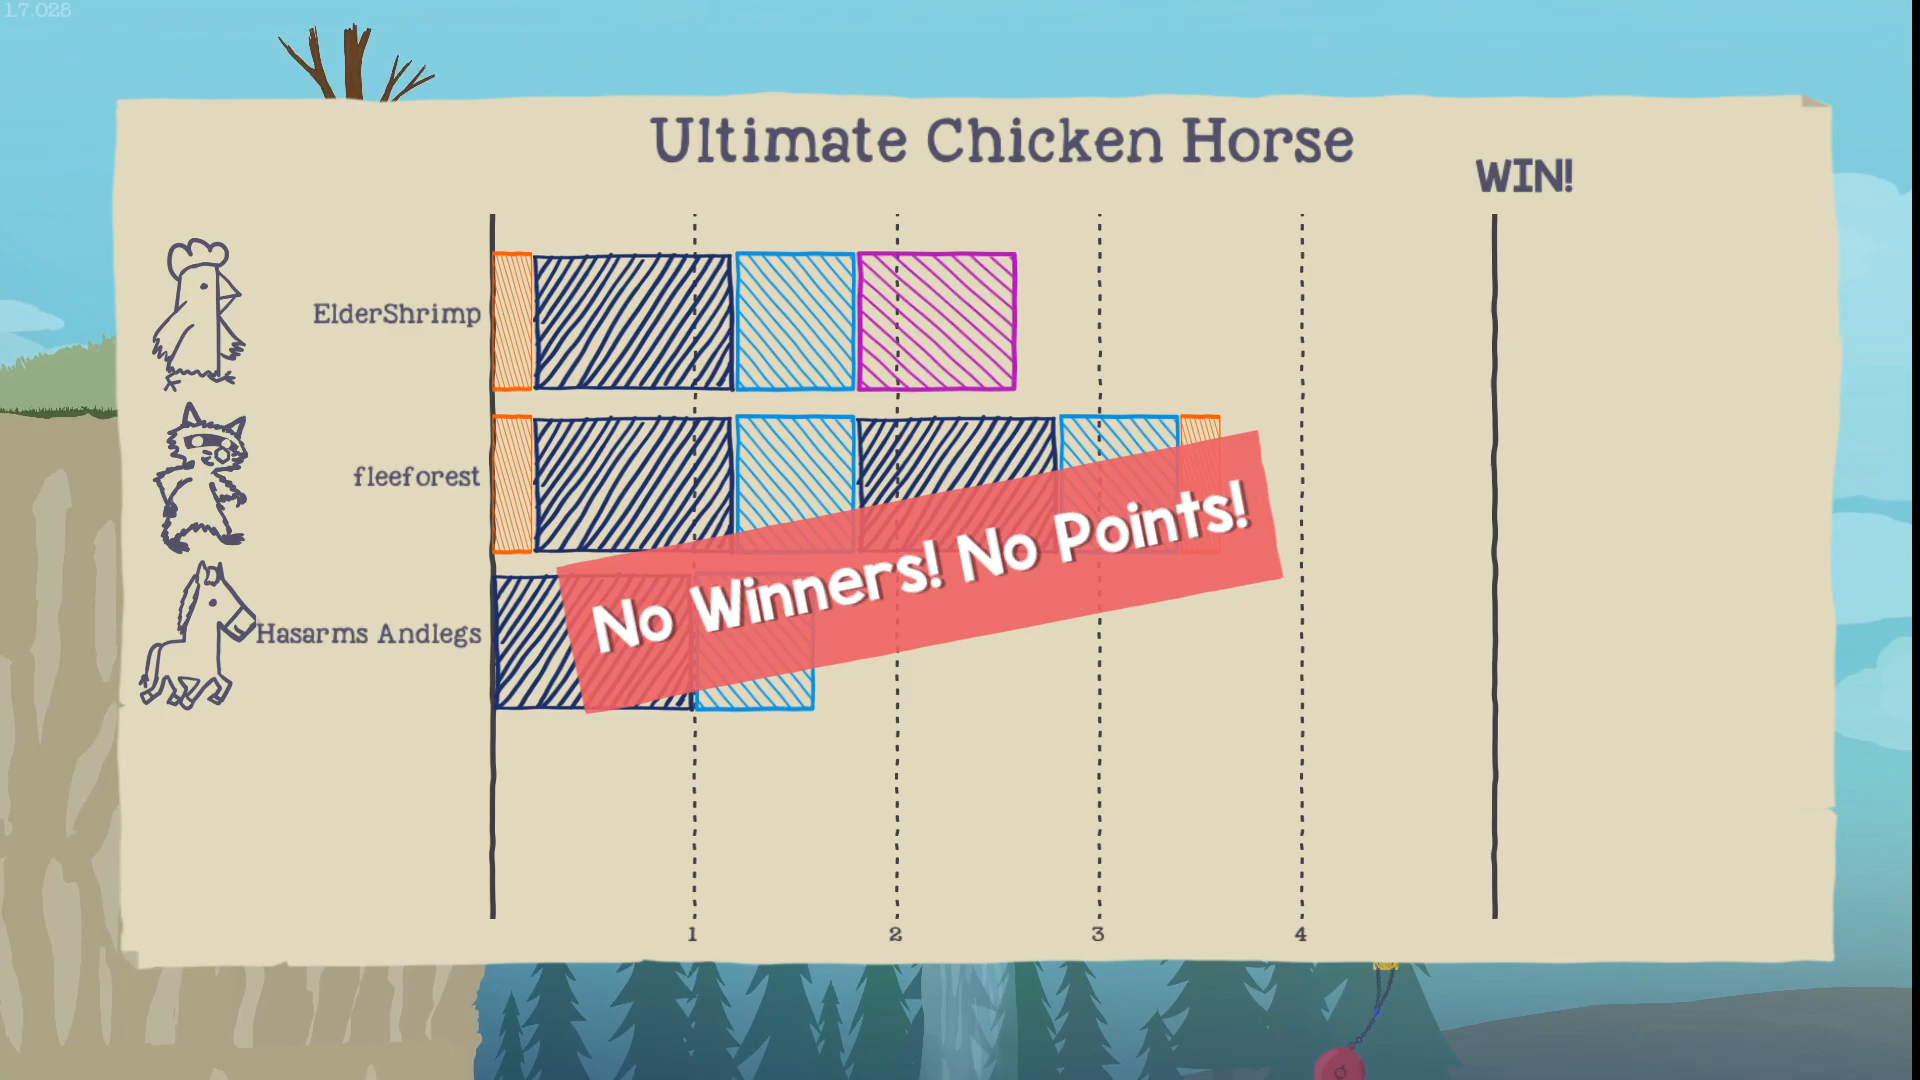 1.7.028
Ultimate Chicken Horse
WIN!
ElderShrimp
fleeforest
No Winners! No Points!
Hasarms Andlegs
1 2 3 4